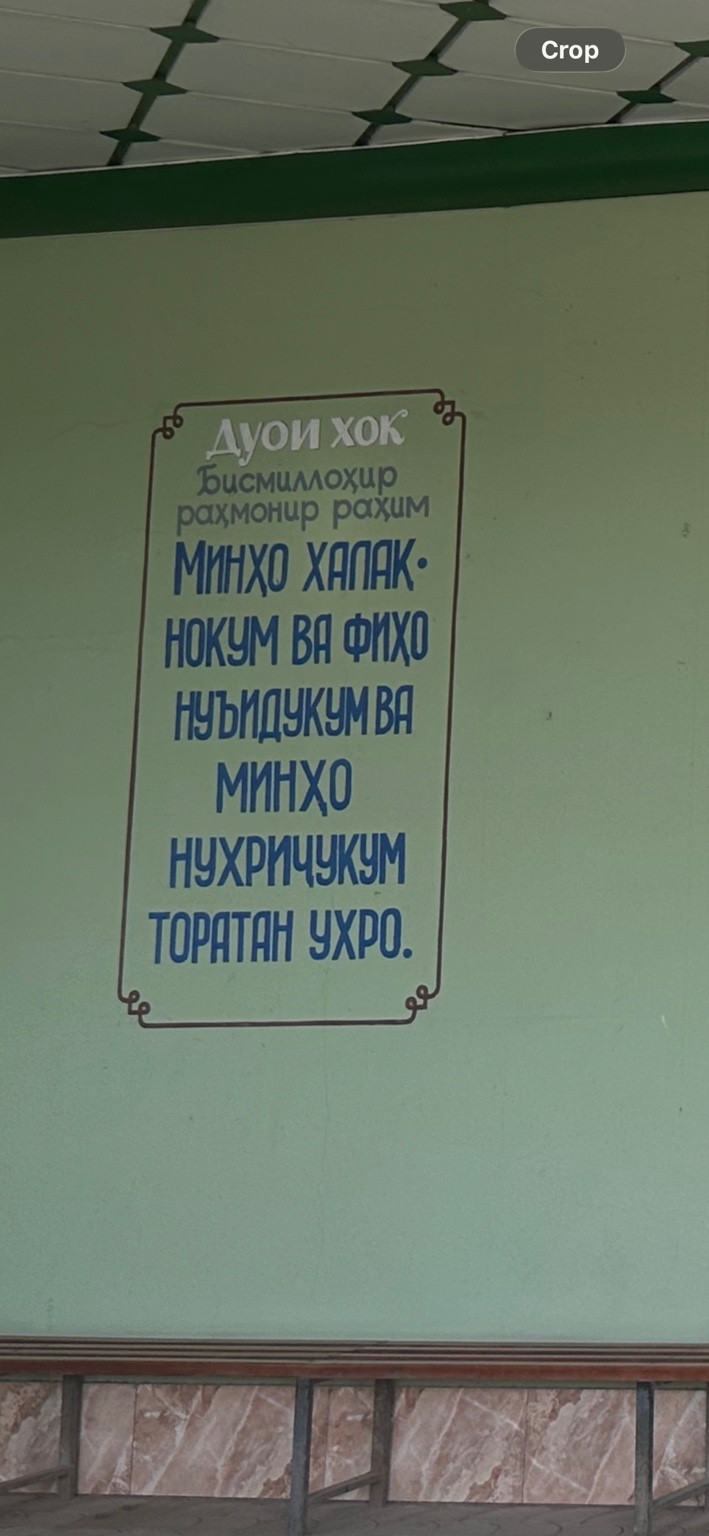 Crop
Дуои хок
Бисмиллоҳир
раҳмонир раҳим
МИНҲО ХАЛАК·
НОКУМ ВА ФИҲО
НУЪИДУКУМ ВА
МИНҲО
НУХРИҶУКУМ
ТОРАТАН УХРО.